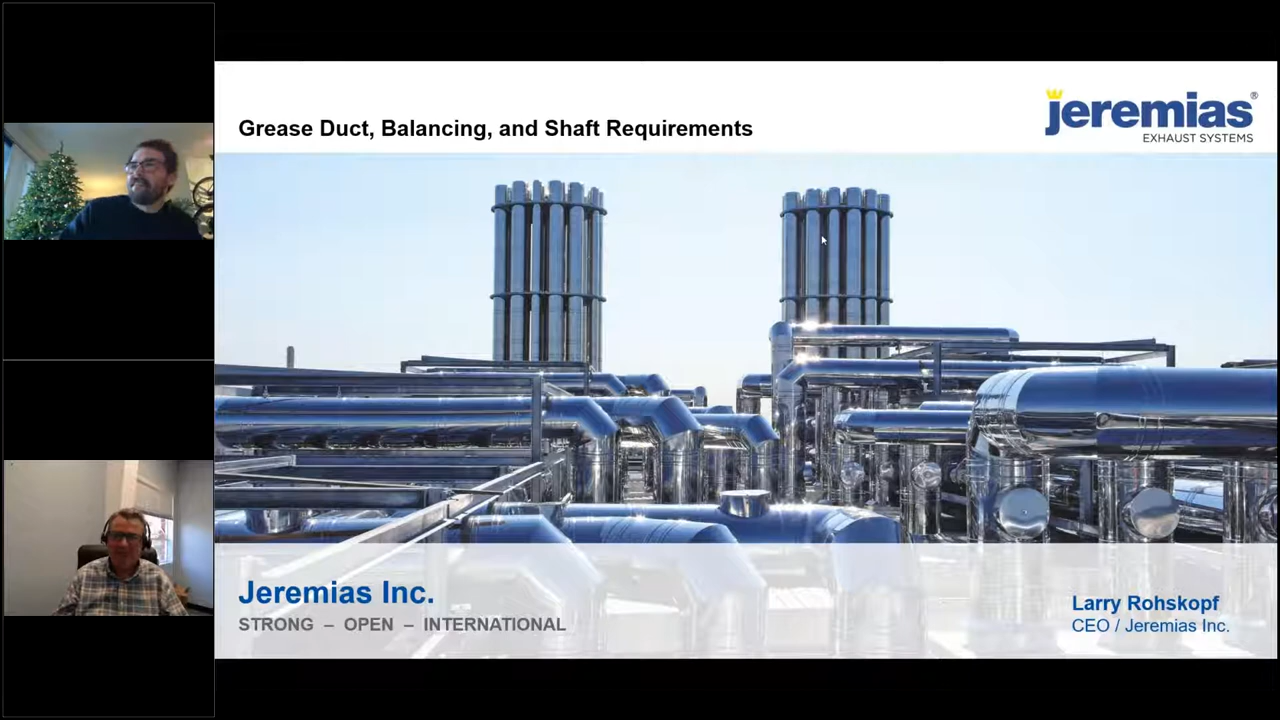 Grease Duct, Balancing, and Shaft Requirements
jeremias®
EXHAUST SYSTEMS
Jeremias Inc.
STRONG – OPEN – INTERNATIONAL
Larry Rohskopf
CEO / Jeremias Inc.